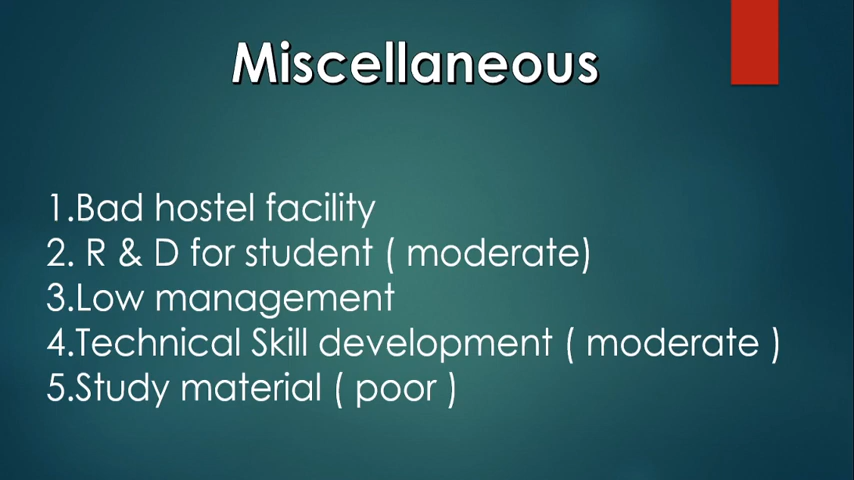 Miscellaneous
1.Bad hostel facility
2. R & D for student ( moderate)
3.Low management
4.Technical Skill development ( moderate )
5.Study material ( poor )